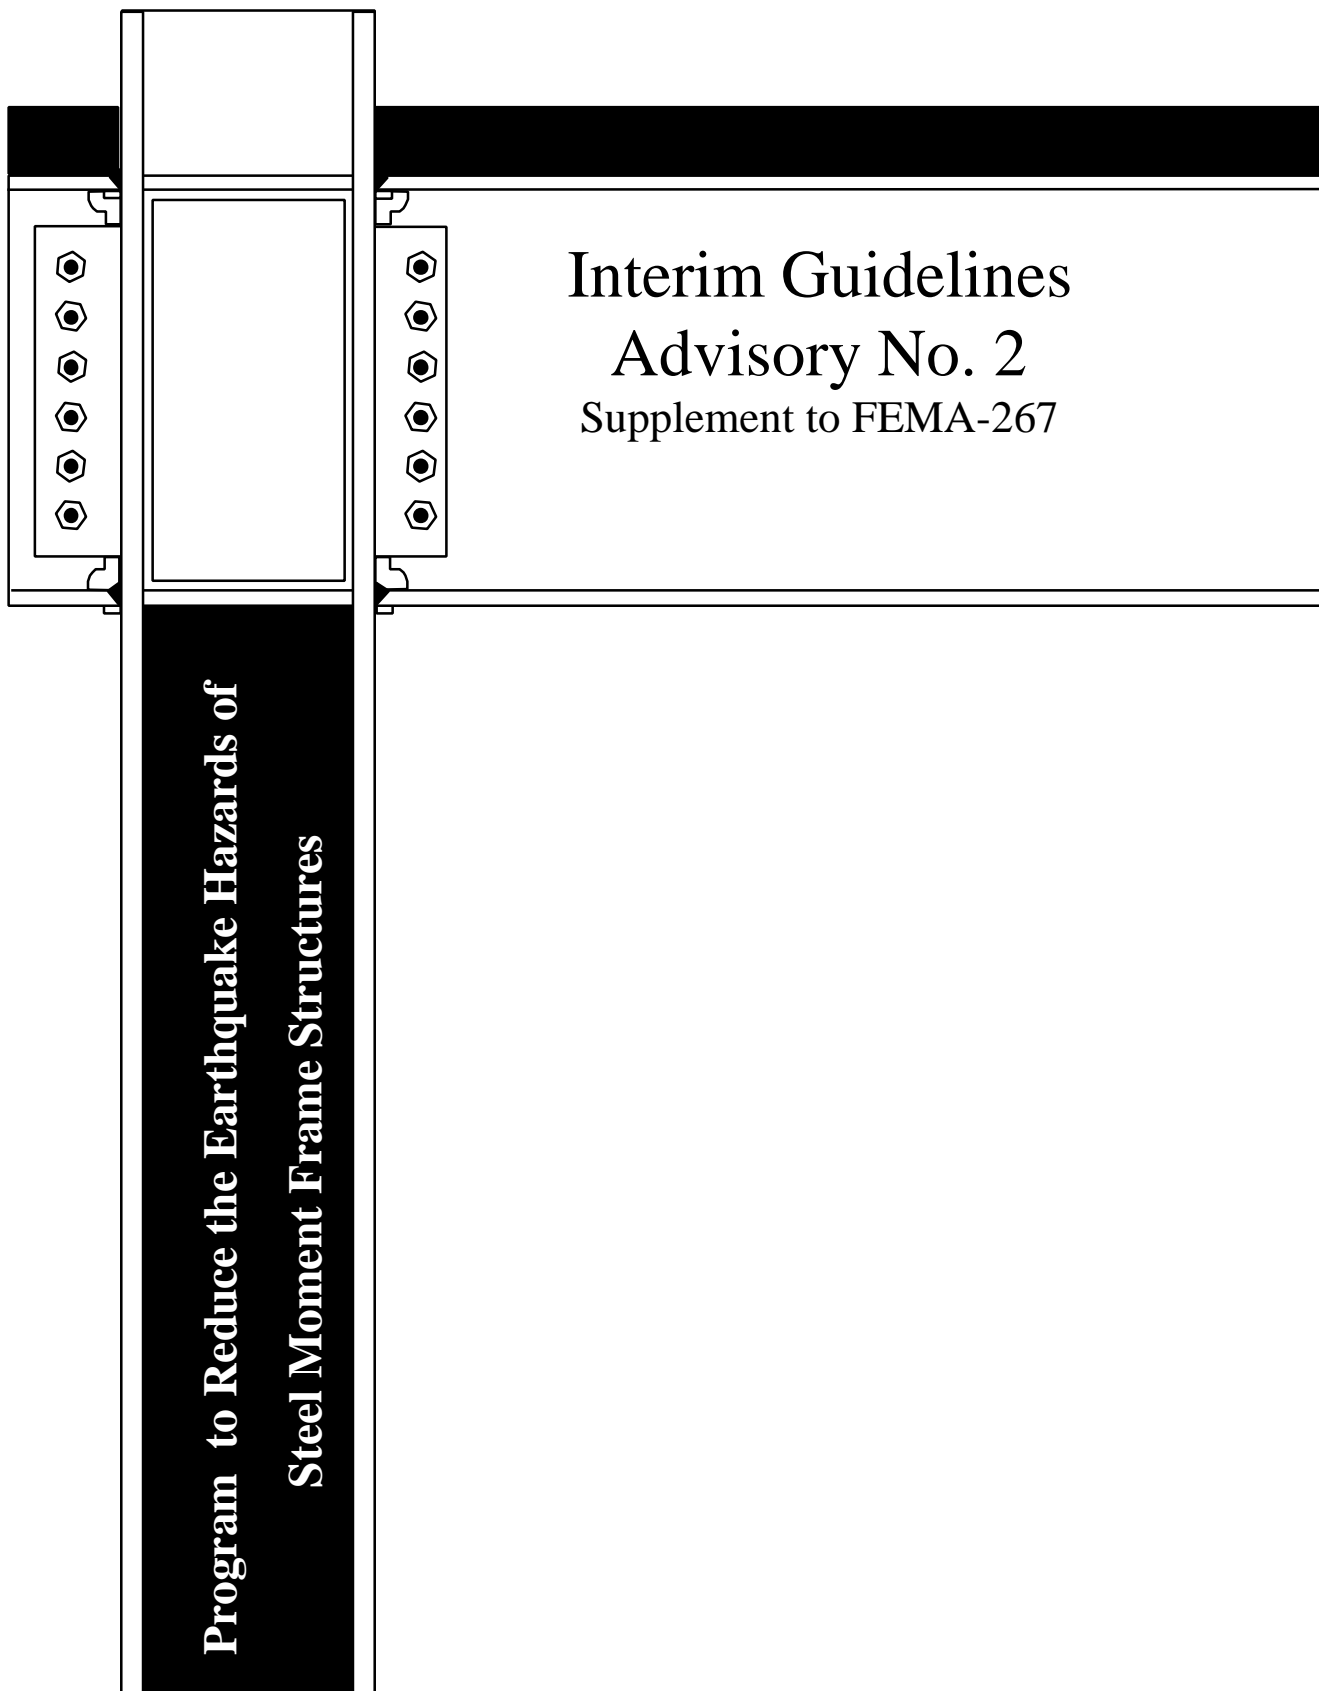 Interim Guidelines
Advisory No. 2
Supplement to FEMA-267
Program to Reduce the Earthquake Hazards of
Steel Moment Frame Structures